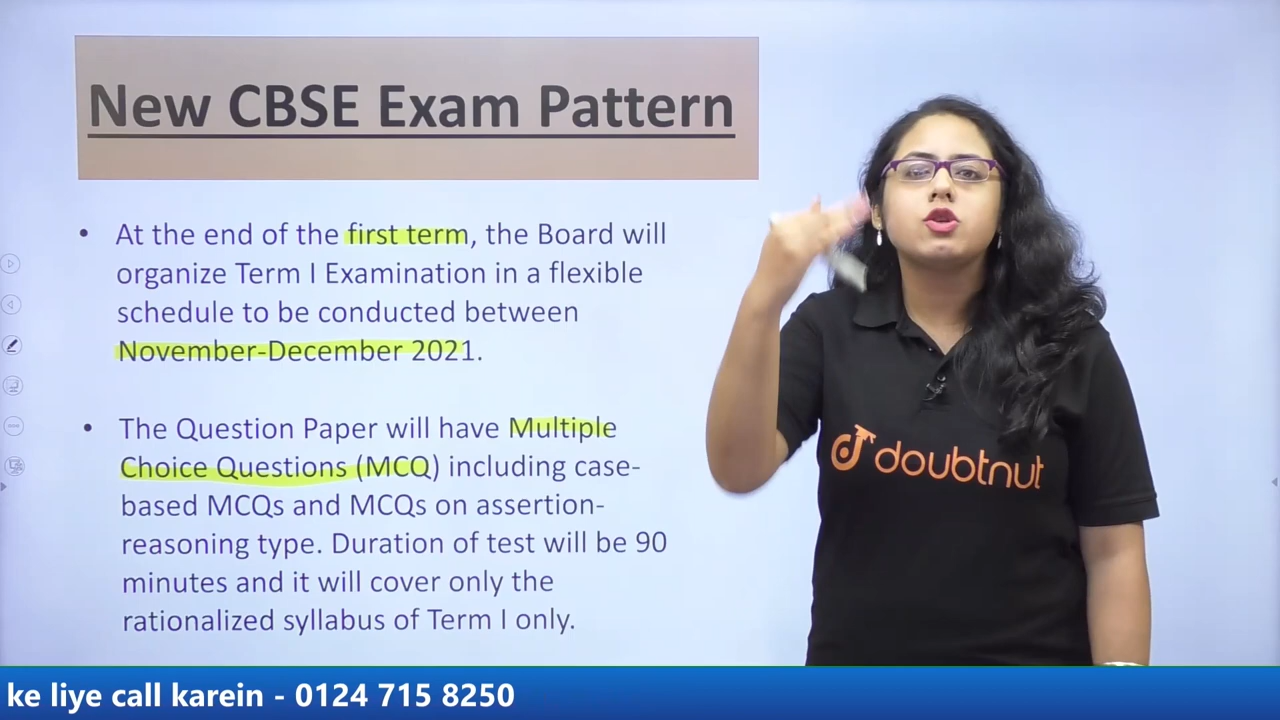 New CBSE Exam Pattern
• At the end of the first term, the Board will
organize Term I Examination in a flexible
schedule to be conducted between
November-December 2021.
• The Question Paper will have Multiple
Choice Questions (MCQ) including case-
based MCQs and MCQs on assertion-
reasoning type. Duration of test will be 90
minutes and it will cover only the
rationalized syllabus of Term I only.
doubtnut
ke liye call karein - 0124 715 8250